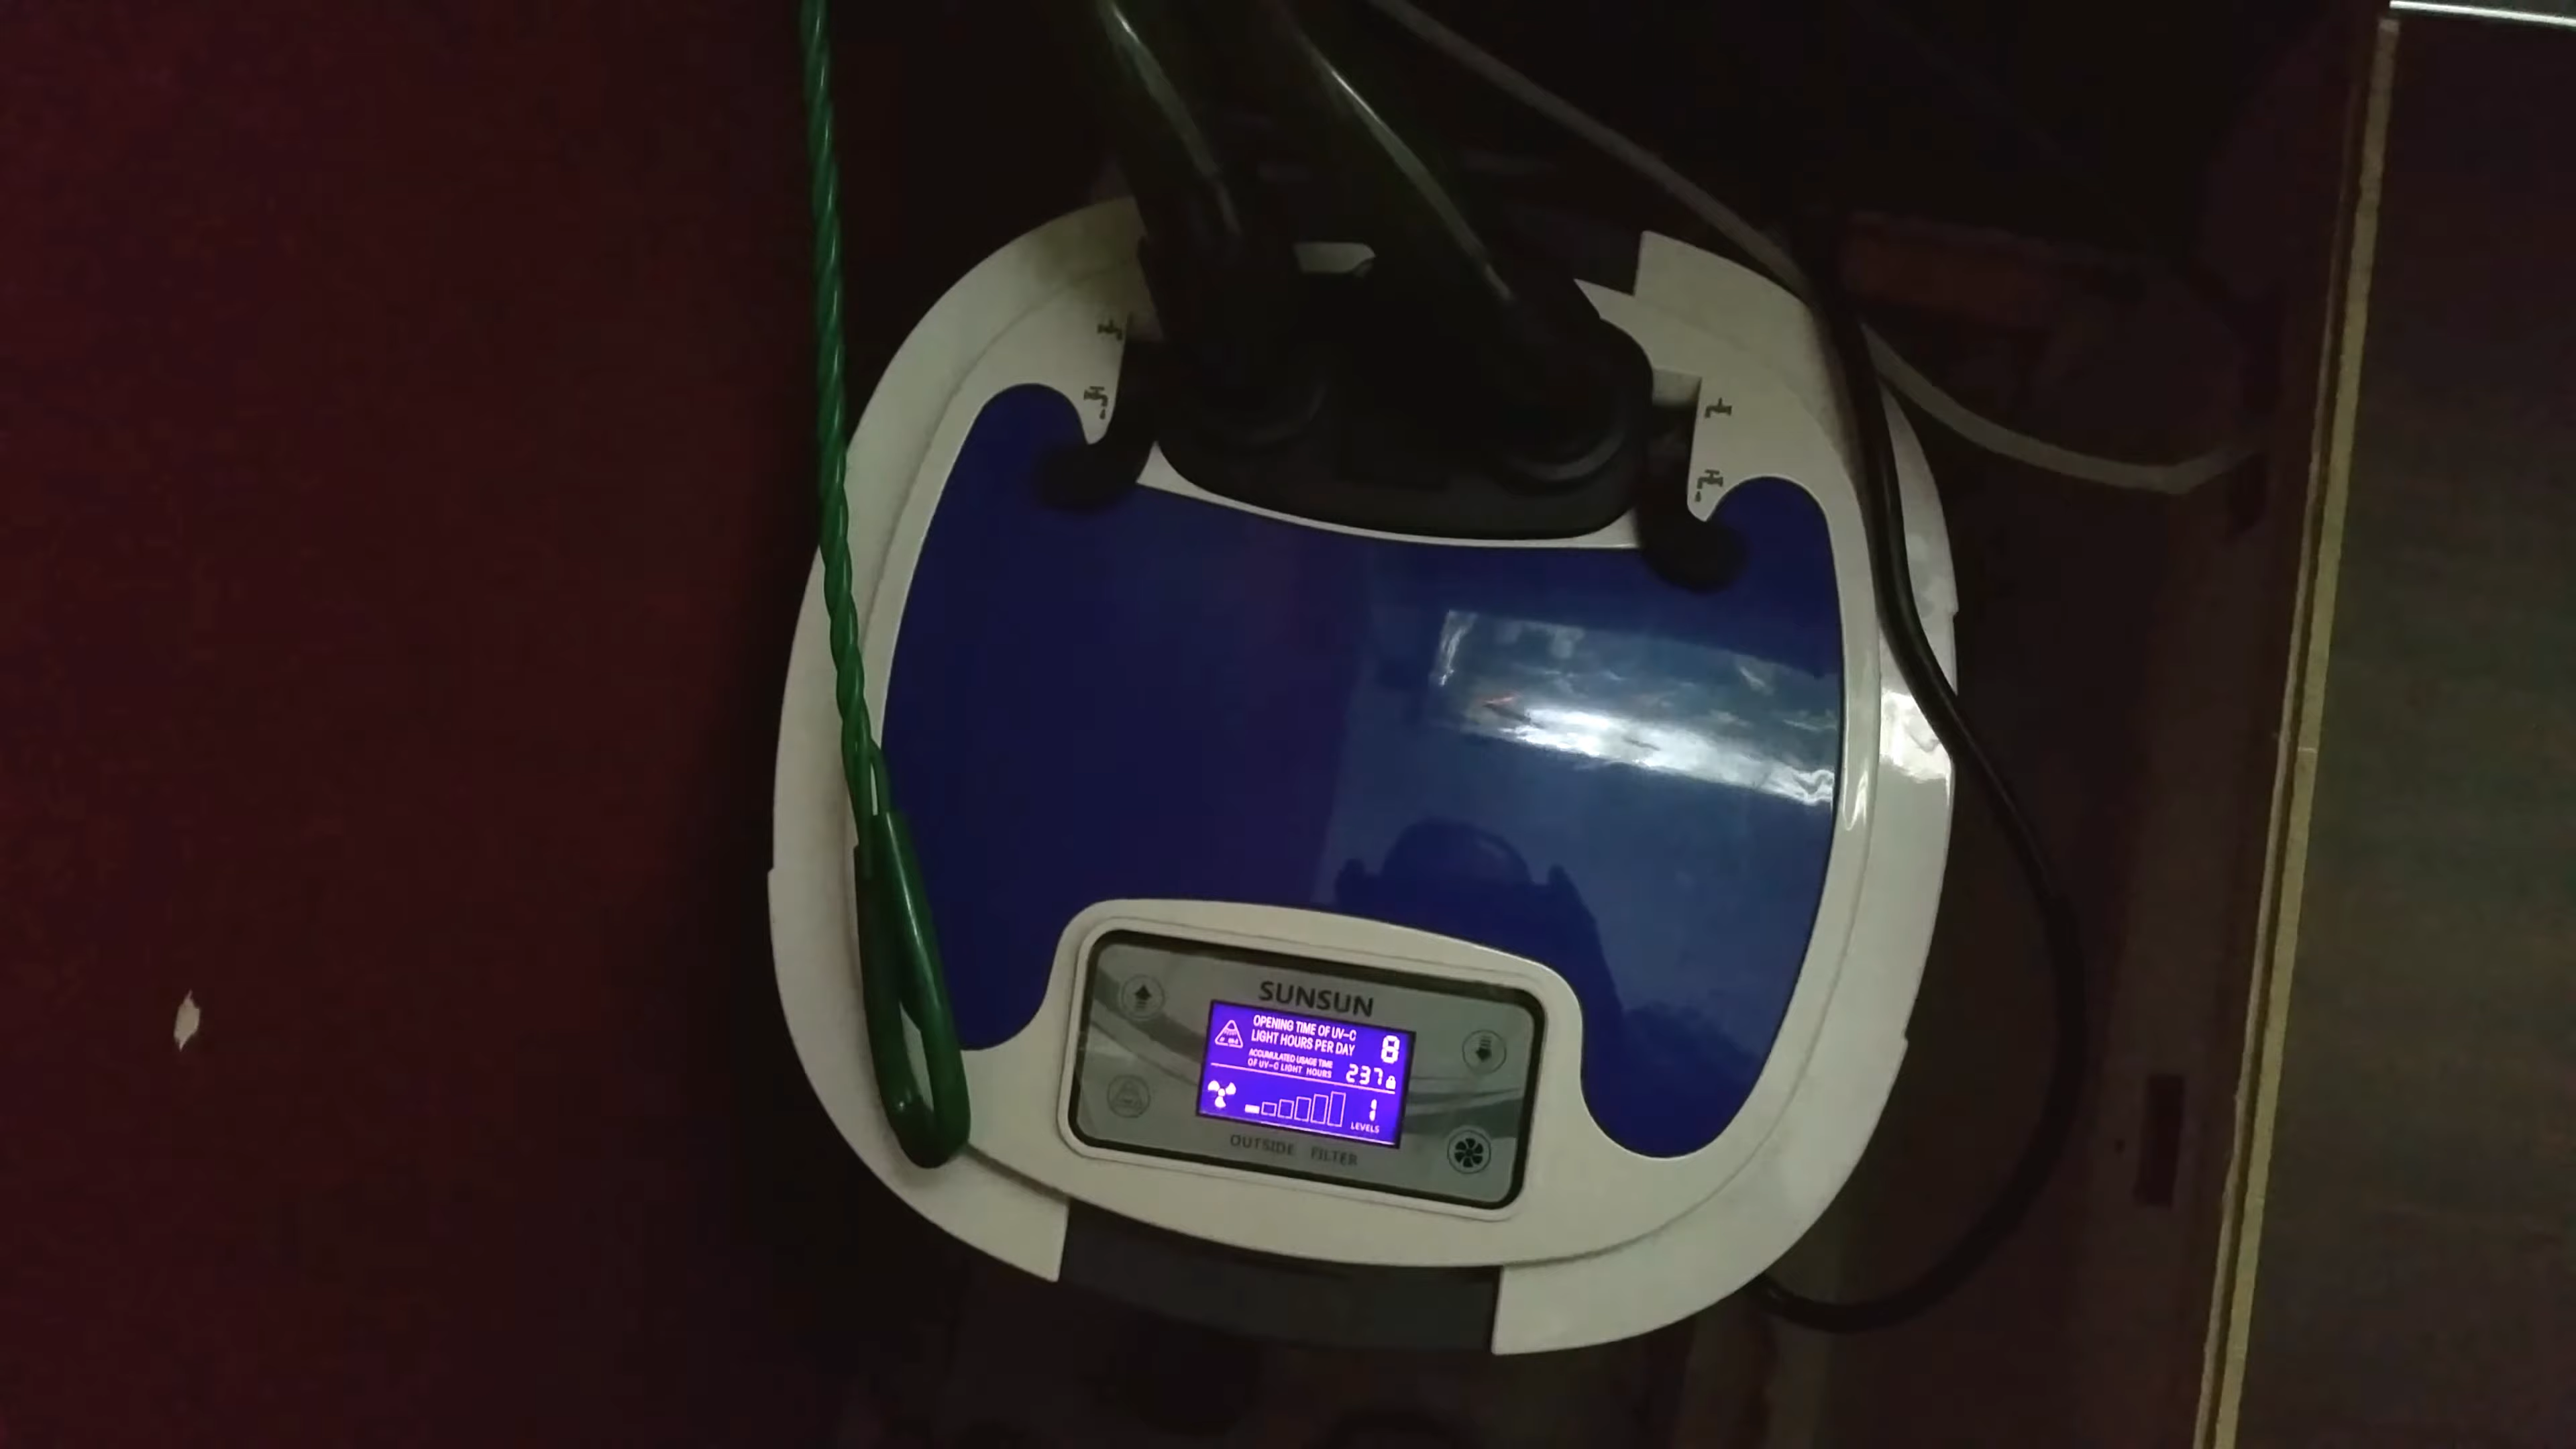 SUNSUN
OPENING TIME OF UV-C
LIGHT HOURS PER DAY 8
ACCUMULATED USAGE TIME
OF UV-C LIGHT HOURS 237
1
LEVELS
OUTSIDE FILTER